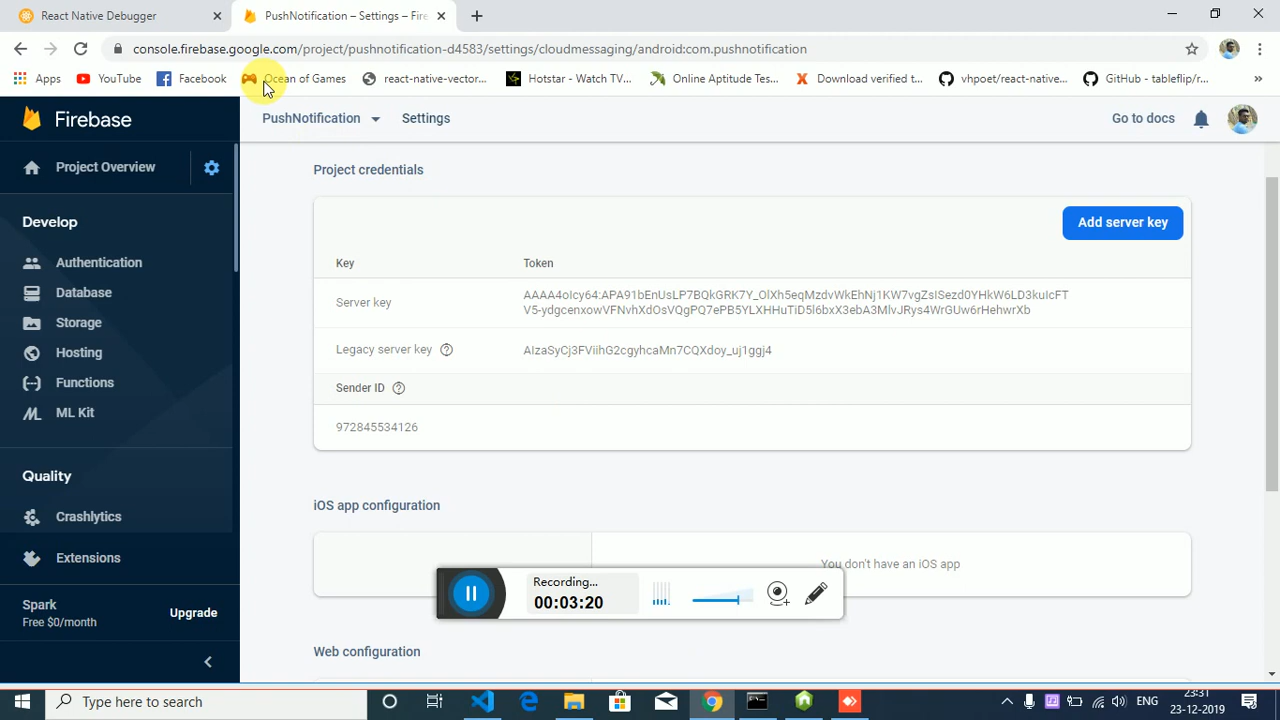 React Native Debugger
PushNotification – Settings – Fire
console.firebase.google.com/project/pushnotification-d4583/settings/cloudmessaging/android:com.pushnotification
Apps
YouTube
Facebook
Ocean of Games
react-native-vector...
Hotstar - Watch TV...
Online Aptitude Tes...
Download verified t...
vhpoet/react-native...
GitHub - tableflip/r...
Firebase
PushNotification
Settings
Go to docs
Project Overview
Project credentials
Add server key
Develop
Authentication
Database
Storage
Hosting
Functions
ML Kit
Key
Token
Server key
AAAA4oIcy64:APA91bEnUsLP7BQkGRK7Y_OlXh5eqMzdvWkEhNj1KW7vgZsISezd0YHkW6LD3kuIcFT
V5-ydgcenxowVFNvhXdOsVQgPQ7ePB5YLXHHuTiD5l6bxX3ebA3MlvJRys4WrGUw6rHehwrXb
Legacy server key
AIzaSyCj3FViihG2cgyhcaMn7CQXdoy_uj1ggj4
Sender ID
972845534126
Quality
Crashlytics
Extensions
iOS app configuration
You don't have an iOS app
Recording...
00:03:20
Spark
Free $0/month
Upgrade
Web configuration
Type here to search
ENG
23:31
23-12-2019